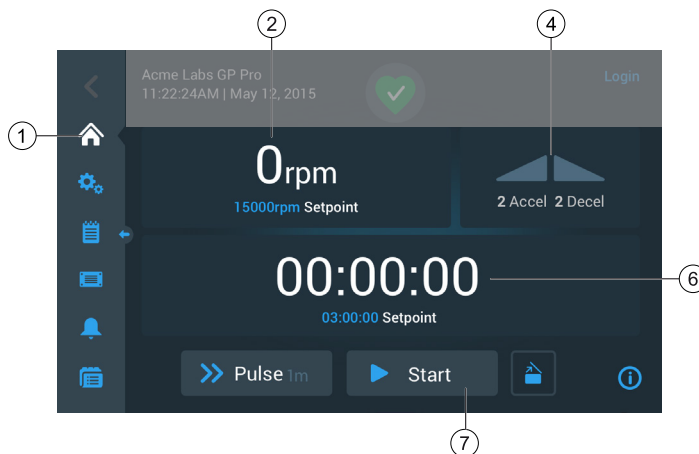 2
4
Acme Labs GP Pro
11:22:24AM | May 12, 2015
Login
1
0rpm
15000rpm Setpoint
2 Accel 2 Decel
00:00:00
6
03:00:00 Setpoint
Pulse 1m
Start
7